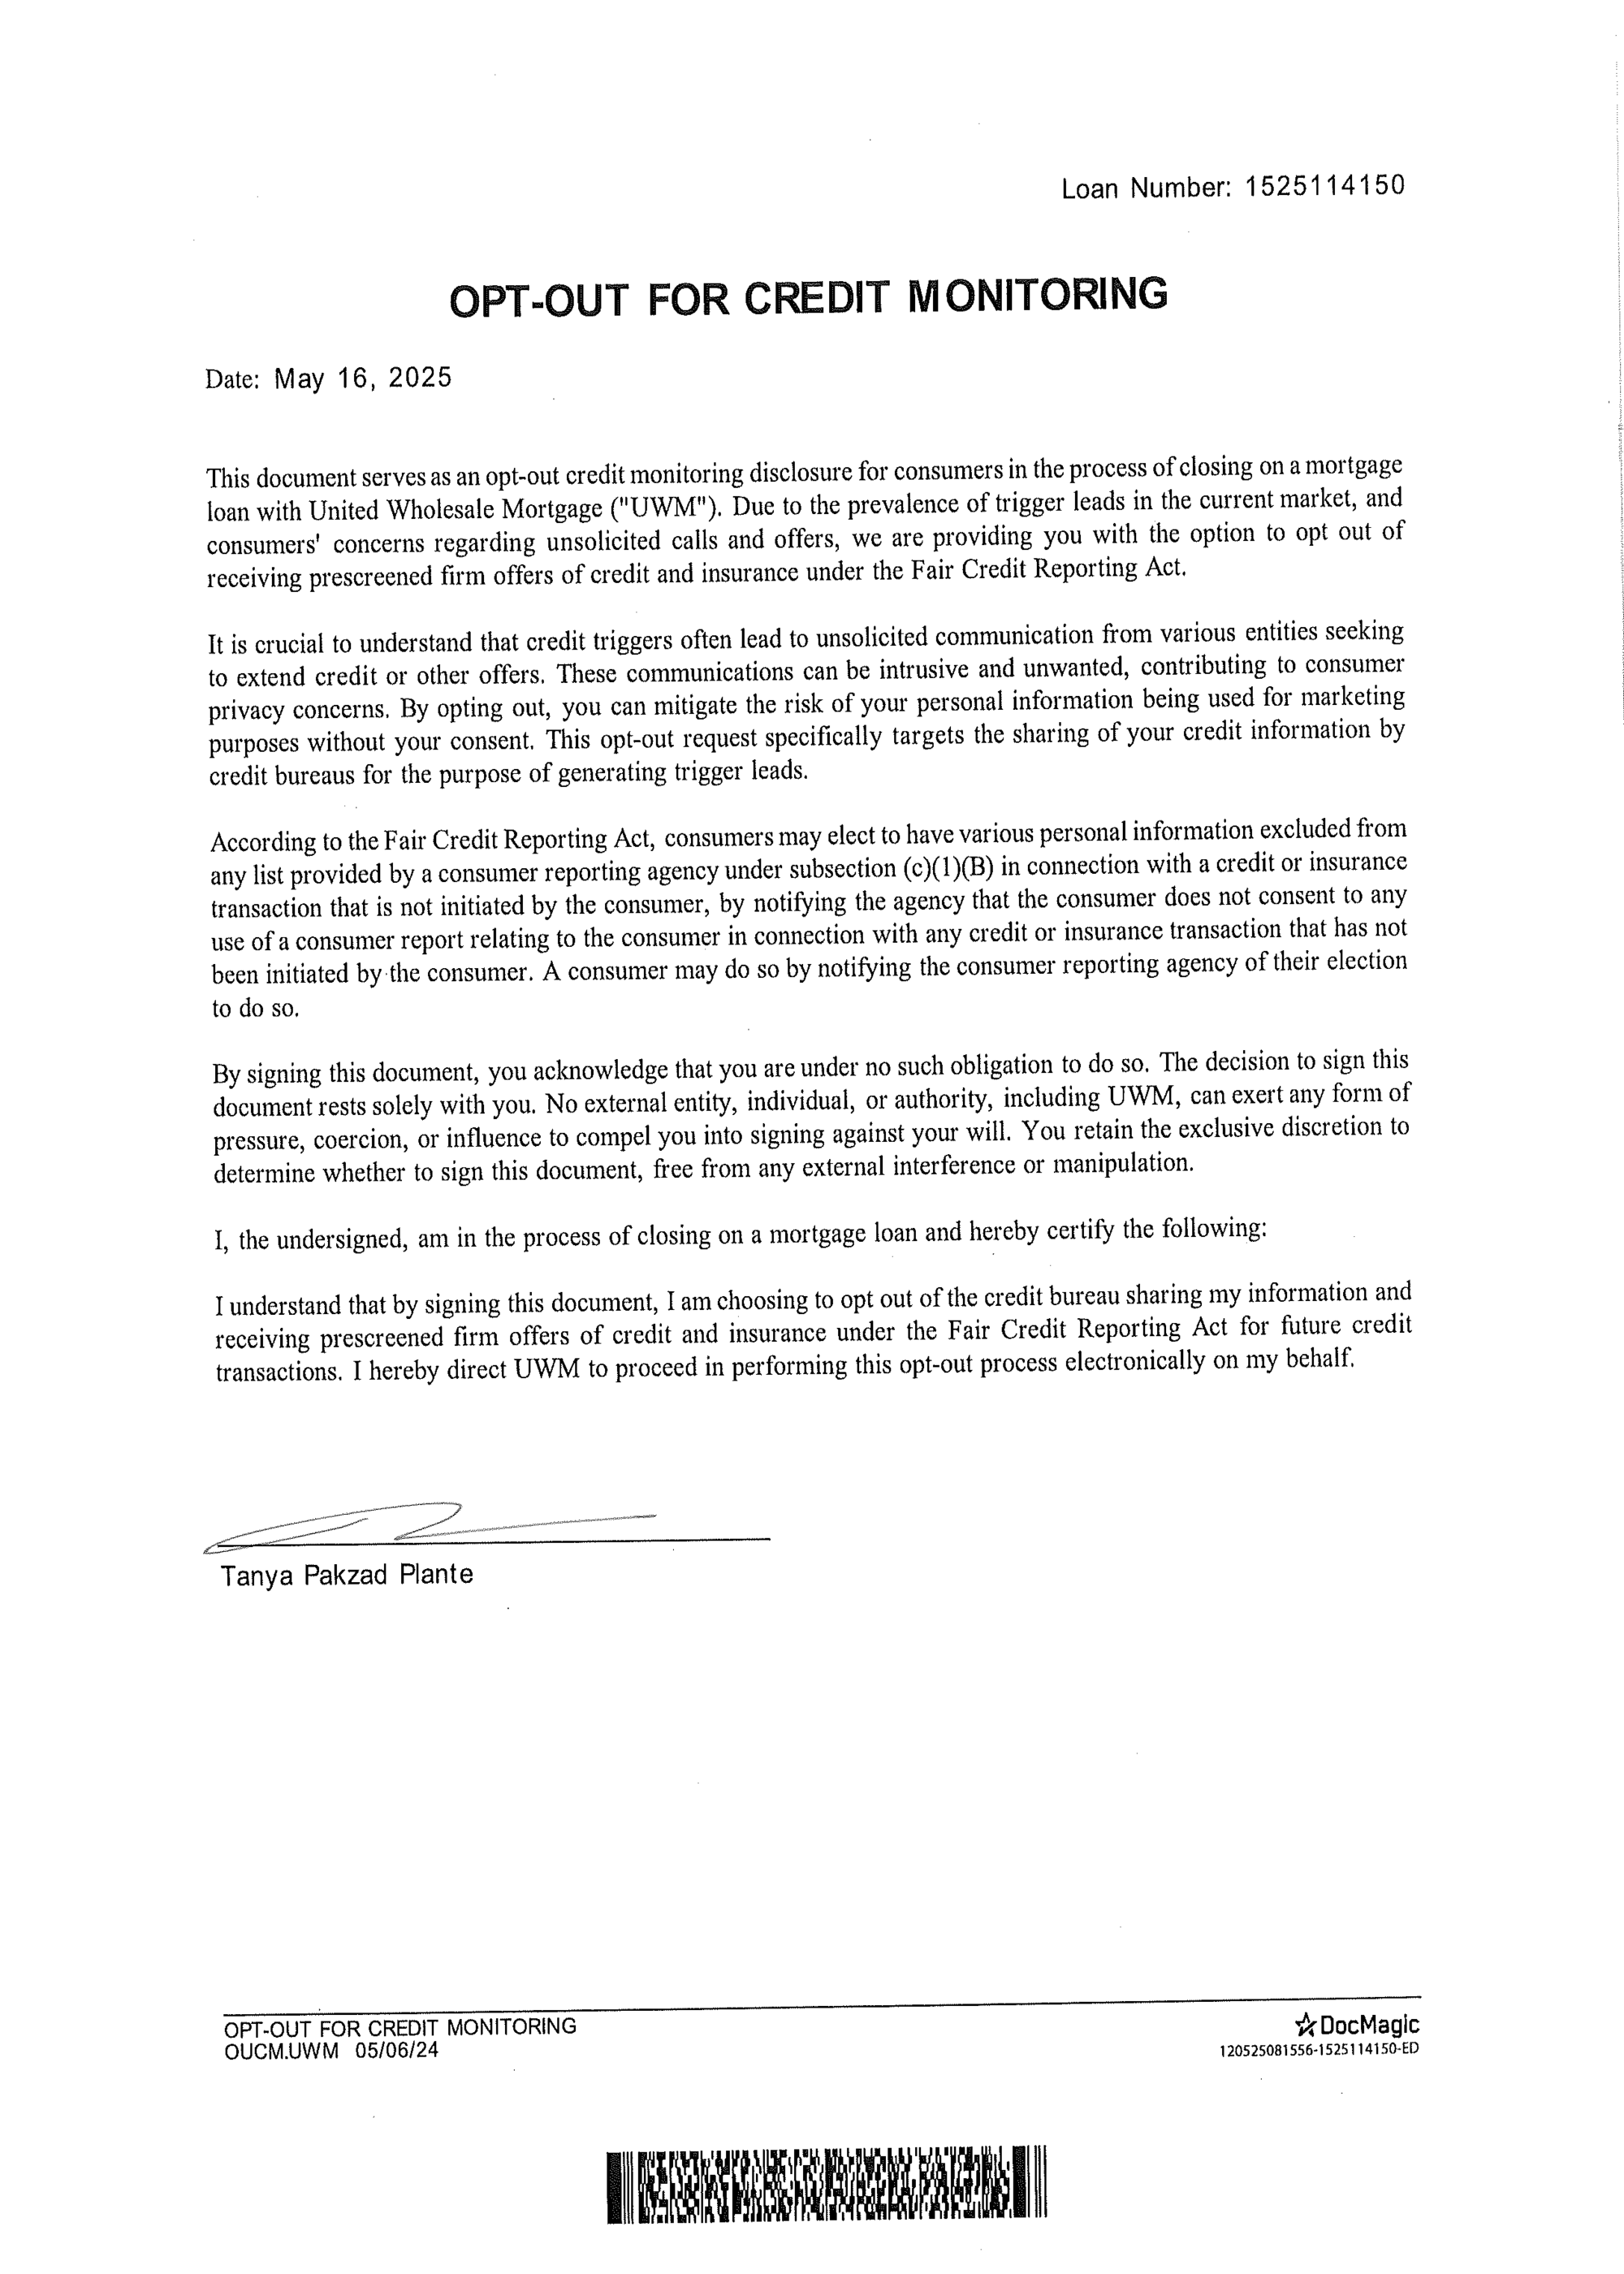 Loan Number: 1525114150
OPT-OUT FOR CREDIT MONITORING
Date: May 16, 2025
This document serves as an opt-out credit monitoring disclosure for consumers in the process of closing on a mortgage
loan with United Wholesale Mortgage ("UWM"). Due to the prevalence of trigger leads in the current market, and
consumers' concerns regarding unsolicited calls and offers, we are providing you with the option to opt out of
receiving prescreened firm offers of credit and insurance under the Fair Credit Reporting Act.
It is crucial to understand that credit triggers often lead to unsolicited communication from various entities seeking
to extend credit or other offers. These communications can be intrusive and unwanted, contributing to consumer
privacy concerns. By opting out, you can mitigate the risk of your personal information being used for marketing
purposes without your consent. This opt-out request specifically targets the sharing of your credit information by
credit bureaus for the purpose of generating trigger leads.
According to the Fair Credit Reporting Act, consumers may elect to have various personal information excluded from
any list provided by a consumer reporting agency under subsection (c)(1)(B) in connection with a credit or insurance
transaction that is not initiated by the consumer, by notifying the agency that the consumer does not consent to any
use of a consumer report relating to the consumer in connection with any credit or insurance transaction that has not
been initiated by the consumer. A consumer may do so by notifying the consumer reporting agency of their election
to do so.
By signing this document, you acknowledge that you are under no such obligation to do so. The decision to sign this
document rests solely with you. No external entity, individual, or authority, including UWM, can exert any form of
pressure, coercion, or influence to compel you into signing against your will. You retain the exclusive discretion to
determine whether to sign this document, free from any external interference or manipulation.
I, the undersigned, am in the process of closing on a mortgage loan and hereby certify the following:
I understand that by signing this document, I am choosing to opt out of the credit bureau sharing my information and
receiving prescreened firm offers of credit and insurance under the Fair Credit Reporting Act for future credit
transactions. I hereby direct UWM to proceed in performing this opt-out process electronically on my behalf.
Tanya Pakzad Plante
OPT-OUT FOR CREDIT MONITORING
OUCM.UWM 05/06/24
DocMagic
120525081556-1525114150-ED